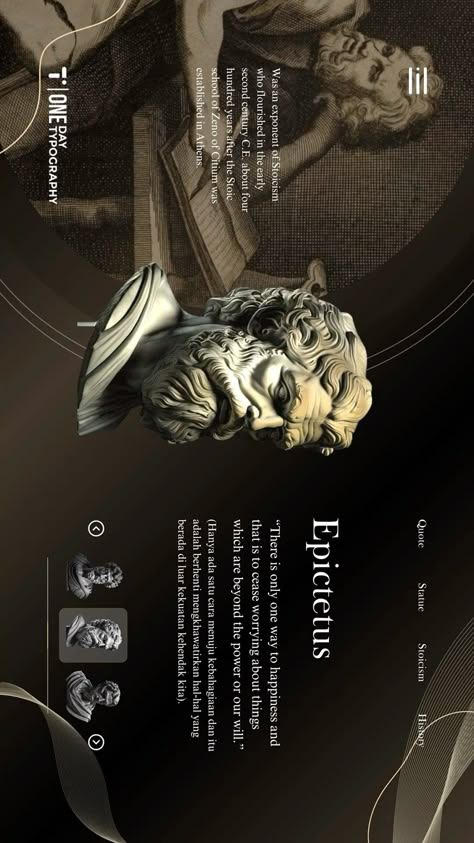 Quote
Statue
Stoicism
History
Epictetus
“There is only one way to happiness and
that is to cease worrying about things
which are beyond the power or our will.”
(Hanya ada satu cara menuju kebahagiaan dan itu
adalah berhenti mengkhawatirkan hal-hal yang
berada di luar kekuatan kehendak kita).
Was an exponent of Stoicism
who flourished in the early
second century C.E. about four
hundred years after the Stoic
school of Zeno of Citium was
established in Athens.
T
ONE DAY
TYPOGRAPHY